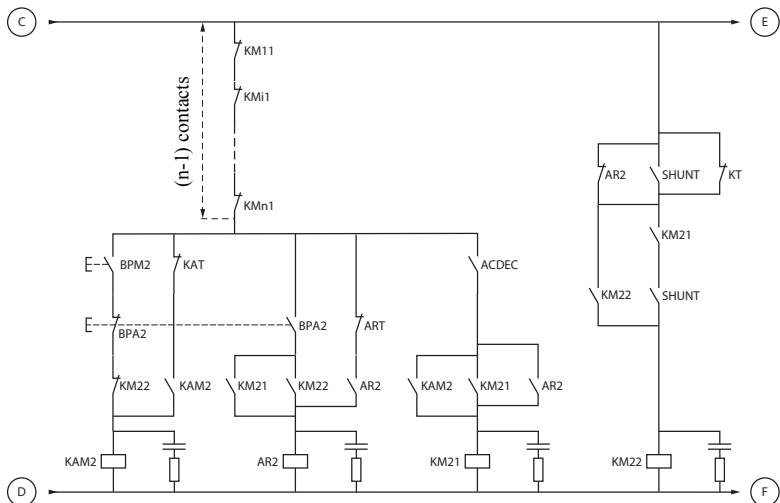 C
E
KM11
KMi1
(n-1) contacts
KMn1
AR2
SHUNT
KT
KM21
BPM2
KAT
ACDEC
KM22
SHUNT
BPA2
BPA2
ART
KM22
KAM2
KM21
KM22
AR2
KAM2
KM21
AR2
KAM2
AR2
KM21
KM22
D
F